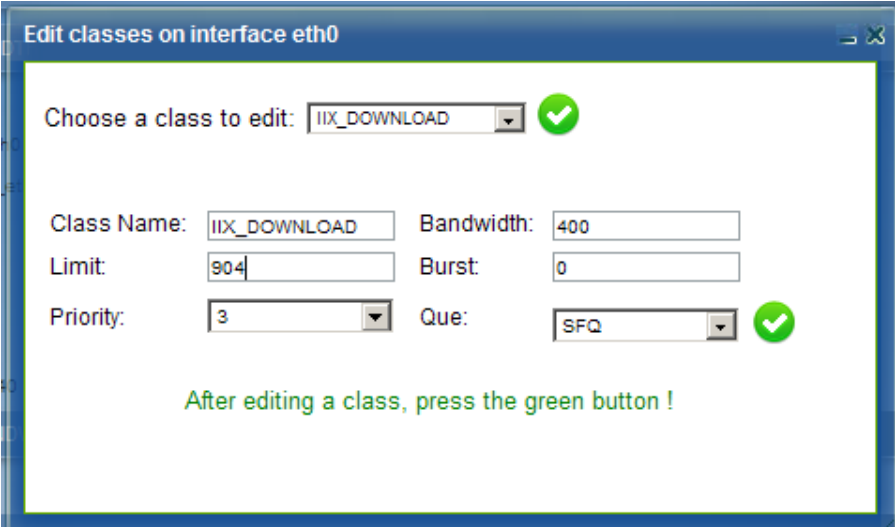 Edit classes on interface eth0
Choose a class to edit: IIX_DOWNLOAD
Class Name: IIX_DOWNLOAD Bandwidth: 400
Limit: 904 Burst: 0
Priority: 3 Que: SFQ
After editing a class, press the green button !